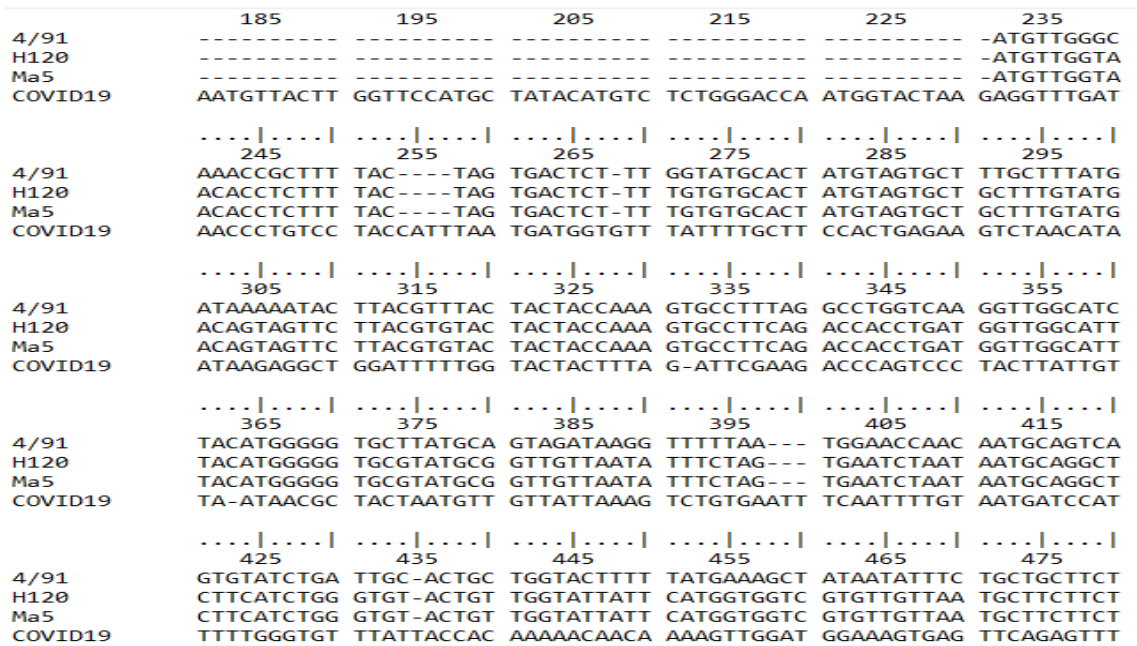 185 195 205 215 225 235
4/91 ---------- ---------- ---------- ---------- ---------- -ATGTTGGGC
H120 ---------- ---------- ---------- ---------- ---------- -ATGTTGGTA
Ma5 ---------- ---------- ---------- ---------- ---------- -ATGTTGGTA
COVID19 AATGTTACTT GGTTCCATGC TATACATGTC TCTGGGACCA ATGGTACTAA GAGGTTTGAT
....|....| ....|....| ....|....| ....|....| ....|....| ....|....|
245 255 265 275 285 295
4/91 AAACCGCTTT TAC----TAG TGACTCT-TT GGTATGCACT ATGTAGTGCT TTGCTTTATG
H120 ACACCTCTTT TAC----TAG TGACTCT-TT TGTGTGCACT ATGTAGTGCT GCTTTGTATG
Ma5 ACACCTCTTT TAC----TAG TGACTCT-TT TGTGTGCACT ATGTAGTGCT GCTTTGTATG
COVID19 AACCCTGTCC TACCATTTAA TGATGGTGTT TATTTTGCTT CCACTGAGAA GTCTAACATA
....|....| ....|....| ....|....| ....|....| ....|....| ....|....|
305 315 325 335 345 355
4/91 ATAAAAATAC TTACGTTTAC TACTACCAAA GTGCCTTTAG GCCTGGTCAA GGTTGGCATC
H120 ACAGTAGTTC TTACGTGTAC TACTACCAAA GTGCCTTCAG ACCACCTGAT GGTTGGCATT
Ma5 ACAGTAGTTC TTACGTGTAC TACTACCAAA GTGCCTTCAG ACCACCTGAT GGTTGGCATT
COVID19 ATAAGAGGCT GGATTTTTGG TACTACTTTA G-ATTCGAAG ACCCAGTCCC TACTTATTGT
....|....| ....|....| ....|....| ....|....| ....|....| ....|....|
365 375 385 395 405 415
4/91 TACATGGGGG TGCTTATGCA GTAGATAAGG TTTTTAA--- TGGAACCAAC AATGCAGTCA
H120 TACATGGGGG TGCGTATGCG GTTGTTAATA TTTCTAG--- TGAATCTAAT AATGCAGGCT
Ma5 TACATGGGGG TGCGTATGCG GTTGTTAATA TTTCTAG--- TGAATCTAAT AATGCAGGCT
COVID19 TA-ATAACGC TACTAATGTT GTTATTAAAG TCTGTGAATT TCAATTTTGT AATGATCCAT
....|....| ....|....| ....|....| ....|....| ....|....| ....|....|
425 435 445 455 465 475
4/91 GTGTATCTGA TTGC-ACTGC TGGTACTTTT TATGAAAGCT ATAATATTTC TGCTGCTTCT
H120 CTTCATCTGG GTGT-ACTGT TGGTATTATT CATGGTGGTC GTGTTGTTAA TGCTTCTTCT
Ma5 CTTCATCTGG GTGT-ACTGT TGGTATTATT CATGGTGGTC GTGTTGTTAA TGCTTCTTCT
COVID19 TTTTGGGTGT TTATTACCAC AAAAACAACA AAAGTTGGAT GGAAAGTGAG TTCAGAGTTT